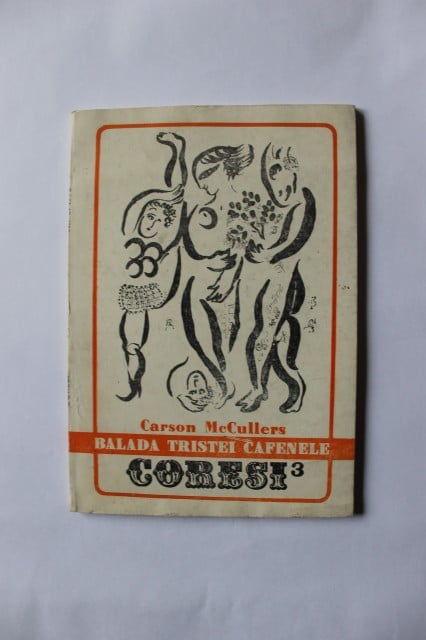 Carson McCullers
BALADA TRISTEI CAFENELE
CORESI³